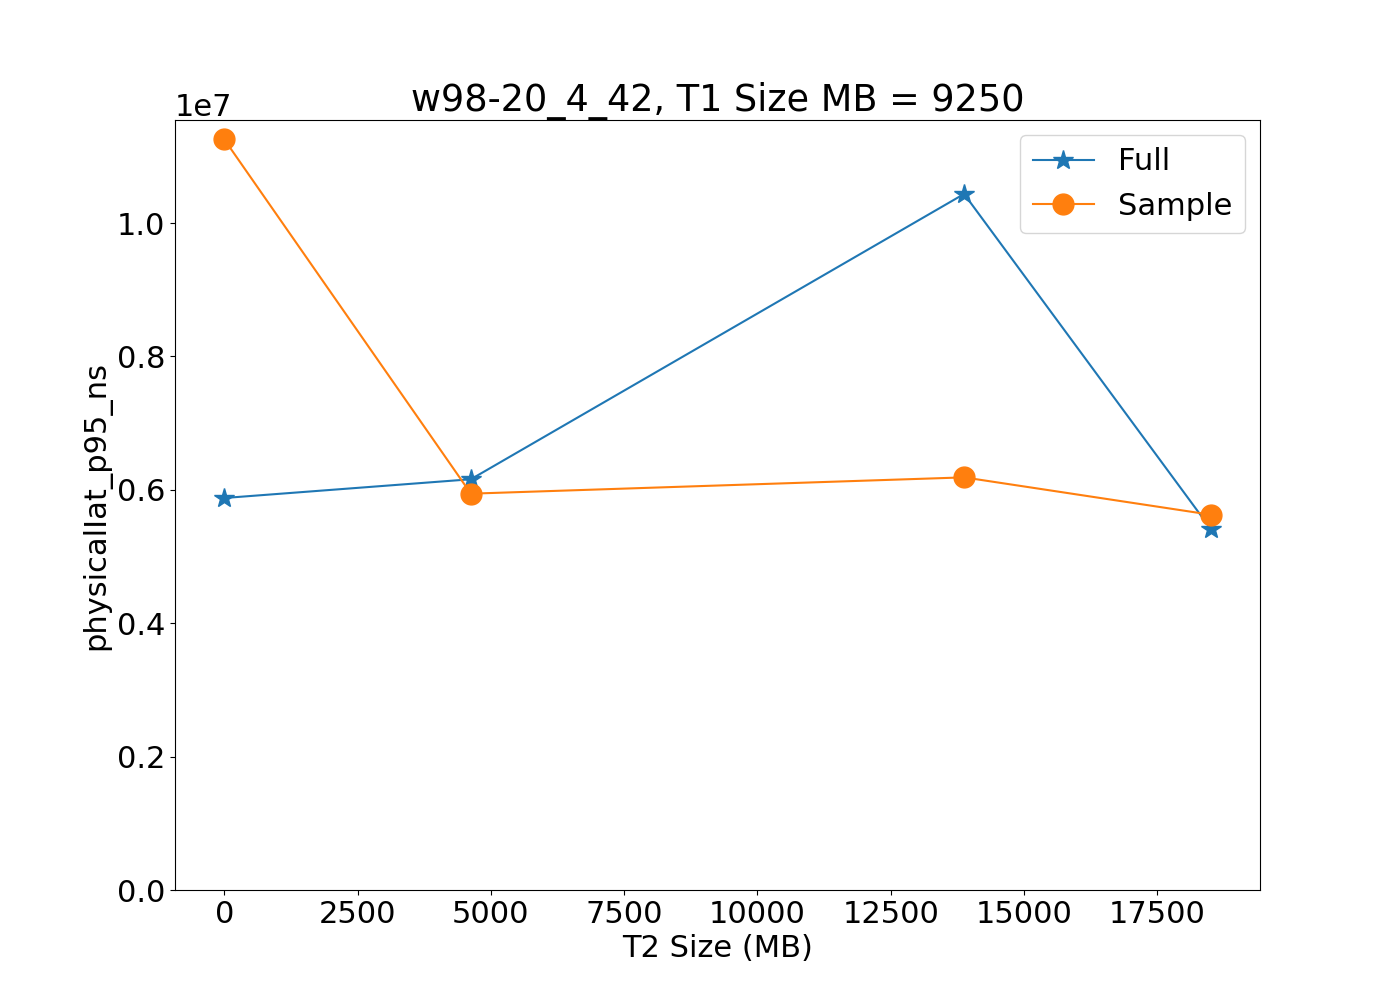 w98-20_4_42, T1 Size MB = 9250
1e7
Full
Sample
1.0
0.8
0.6
0.4
0.2
0.0
physicallat_p95_ns
0 2500 5000 7500 10000 12500 15000 17500
T2 Size (MB)